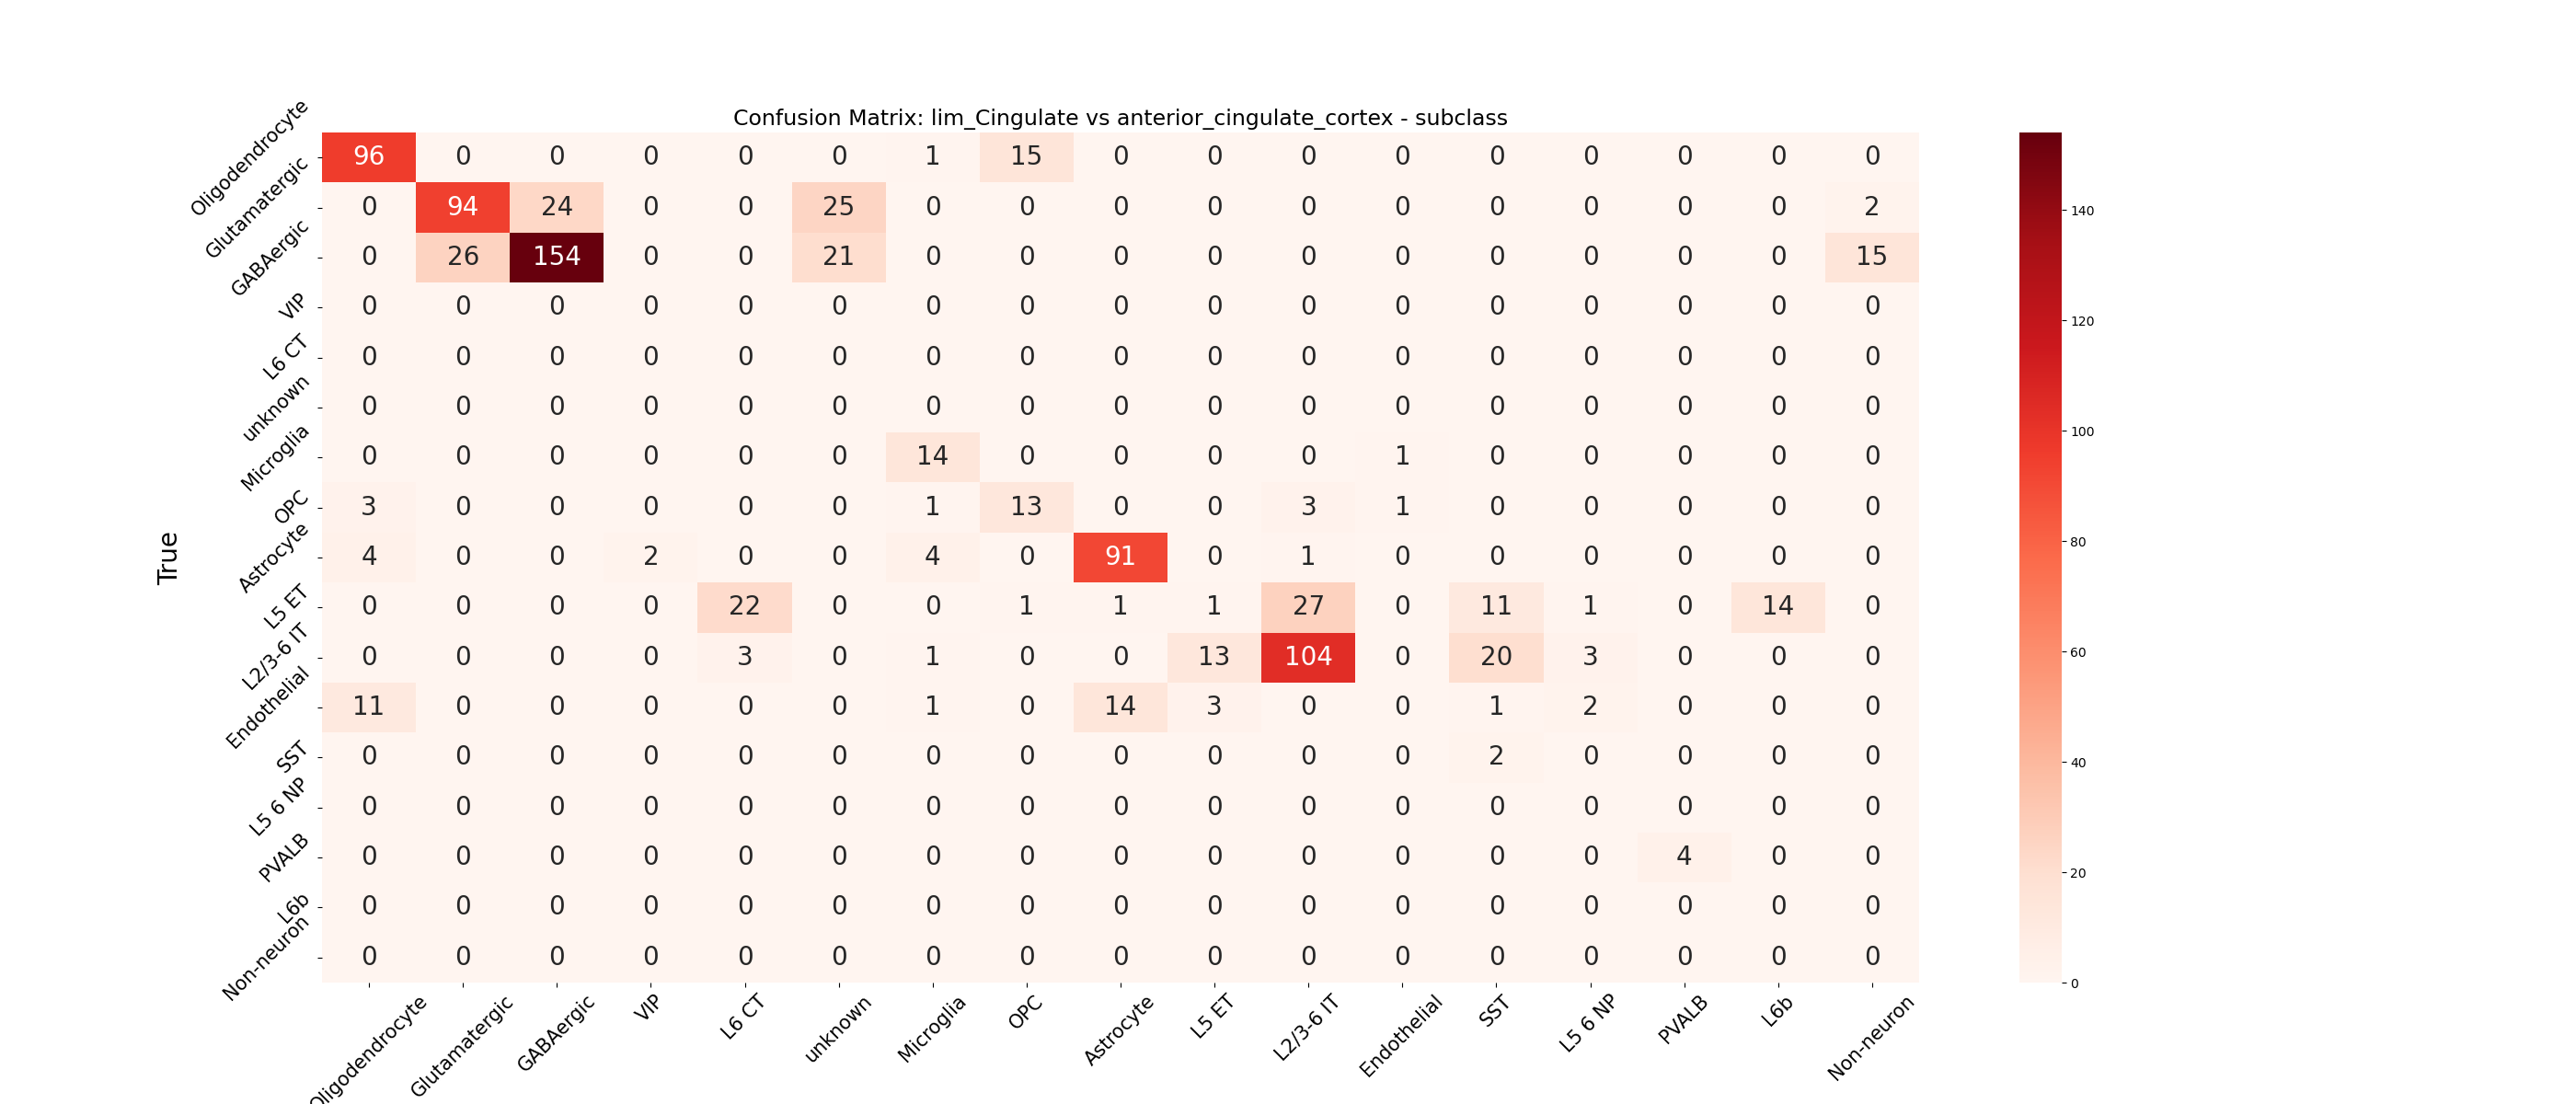 Confusion Matrix: lim_Cingulate vs anterior_cingulate_cortex - subclass
True
Oligodendrocyte 96 0 0 0 0 0 1 15 0 0 0 0 0 0 0 0 0
Glutamatergic 0 94 24 0 0 25 0 0 0 0 0 0 0 0 0 0 2
GABAergic 0 26 154 0 0 21 0 0 0 0 0 0 0 0 0 0 15
VIP 0 0 0 0 0 0 0 0 0 0 0 0 0 0 0 0 0
L6 CT 0 0 0 0 0 0 0 0 0 0 0 0 0 0 0 0 0
unknown 0 0 0 0 0 0 0 0 0 0 0 0 0 0 0 0 0
Microglia 0 0 0 0 0 0 14 0 0 0 0 1 0 0 0 0 0
OPC 3 0 0 0 0 0 1 13 0 0 3 1 0 0 0 0 0
Astrocyte 4 0 0 2 0 0 4 0 91 0 1 0 0 0 0 0 0
L5 ET 0 0 0 0 22 0 0 1 1 1 27 0 11 1 0 14 0
L2/3-6 IT 0 0 0 0 3 0 1 0 0 13 104 0 20 3 0 0 0
Endothelial 11 0 0 0 0 0 1 0 14 3 0 0 1 2 0 0 0
SST 0 0 0 0 0 0 0 0 0 0 0 0 2 0 0 0 0
L5 6 NP 0 0 0 0 0 0 0 0 0 0 0 0 0 0 0 0 0
PVALB 0 0 0 0 0 0 0 0 0 0 0 0 0 0 4 0 0
L6b 0 0 0 0 0 0 0 0 0 0 0 0 0 0 0 0 0
Non-neuron 0 0 0 0 0 0 0 0 0 0 0 0 0 0 0 0 0
Oligodendrocyte Glutamatergic GABAergic VIP L6 CT unknown Microglia OPC Astrocyte L5 ET L2/3-6 IT Endothelial SST L5 6 NP PVALB L6b Non-neuron
140
120
100
80
60
40
20
0